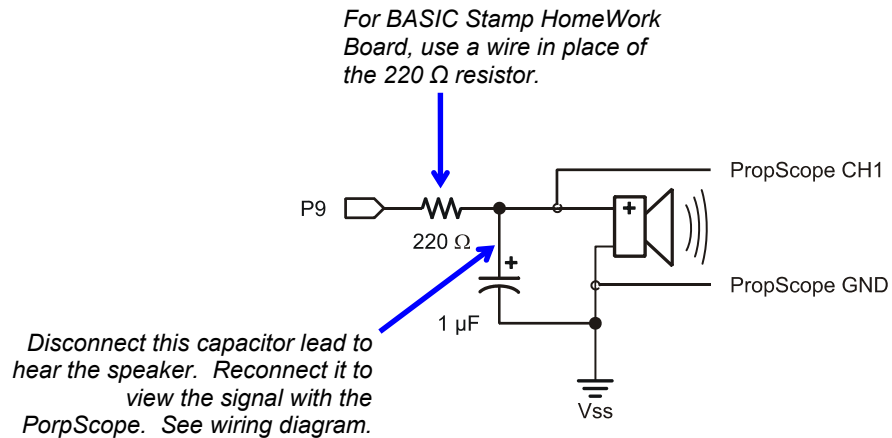 For BASIC Stamp HomeWork
Board, use a wire in place of
the 220 Ω resistor.
PropScope CH1
P9
+
220 Ω
+
PropScope GND
1 µF
Disconnect this capacitor lead to
hear the speaker. Reconnect it to
view the signal with the
PorpScope. See wiring diagram.
Vss